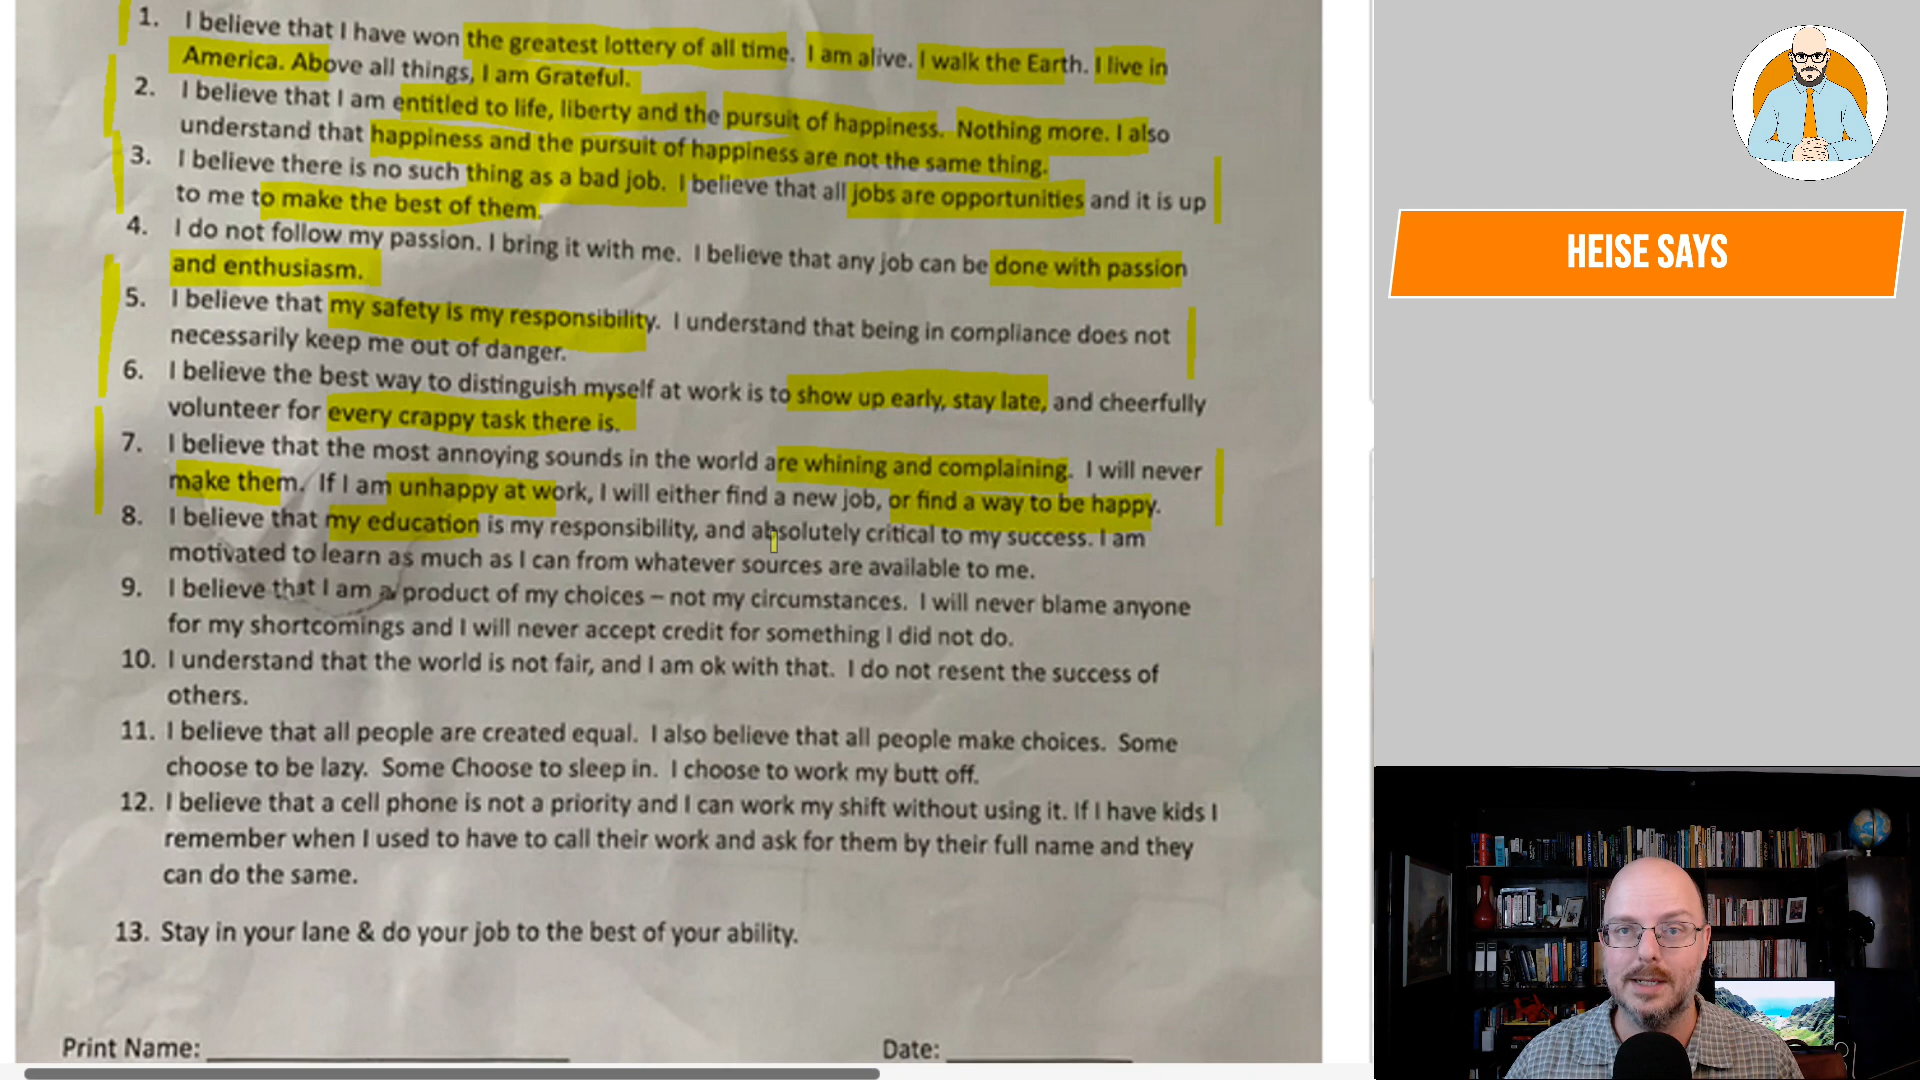 1. I believe that I have won the greatest lottery of all time. I am alive. I walk the Earth. I live in
America. Above all things, I am Grateful.
2. I believe that I am entitled to life, liberty and the pursuit of happiness. Nothing more. I also
understand that happiness and the pursuit of happiness are not the same thing.
3. I believe there is no such thing as a bad job. I believe that all jobs are opportunities and it is up
to me to make the best of them.
4. I do not follow my passion. I bring it with me. I believe that any job can be done with passion
and enthusiasm.
5. I believe that my safety is my responsibility. I understand that being in compliance does not
necessarily keep me out of danger.
6. I believe the best way to distinguish myself at work is to show up early, stay late, and cheerfully
volunteer for every crappy task there is.
7. I believe that the most annoying sounds in the world are whining and complaining. I will never
make them. If I am unhappy at work, I will either find a new job, or find a way to be happy.
8. I believe that my education is my responsibility, and absolutely critical to my success. I am
motivated to learn as much as I can from whatever sources are available to me.
9. I believe that I am a product of my choices – not my circumstances. I will never blame anyone
for my shortcomings and I will never accept credit for something I did not do.
10. I understand that the world is not fair, and I am ok with that. I do not resent the success of
others.
11. I believe that all people are created equal. I also believe that all people make choices. Some
choose to be lazy. Some Choose to sleep in. I choose to work my butt off.
12. I believe that a cell phone is not a priority and I can work my shift without using it. If I have kids I
remember when I used to have to call their work and ask for them by their full name and they
can do the same.
13. Stay in your lane & do your job to the best of your ability.
Print Name:
Date:
HEISE SAYS